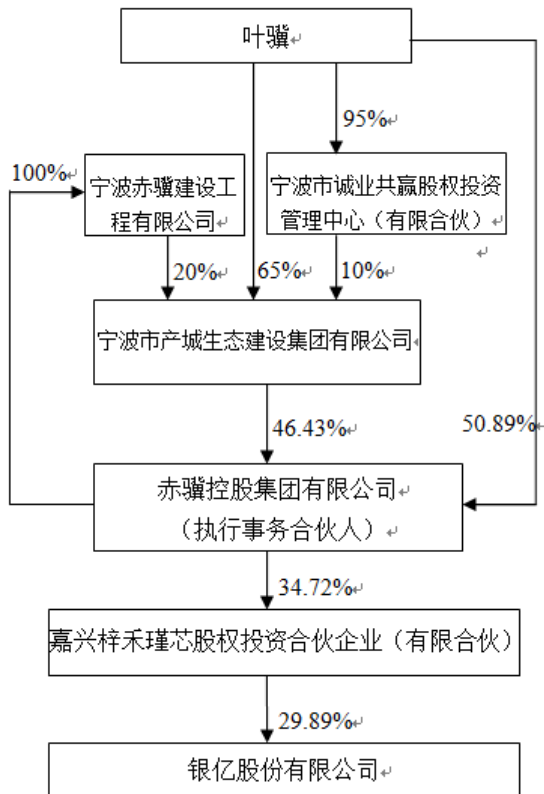 叶骥
95%
100%
宁波赤骥建设工
程有限公司
宁波市诚业共赢股权投资
管理中心（有限合伙）
20%
65%
10%
宁波市产城生态建设集团有限公司
46.43%
50.89%
赤骥控股集团有限公司
（执行事务合伙人）
34.72%
嘉兴梓禾瑾芯股权投资合伙企业（有限合伙）
29.89%
银亿股份有限公司